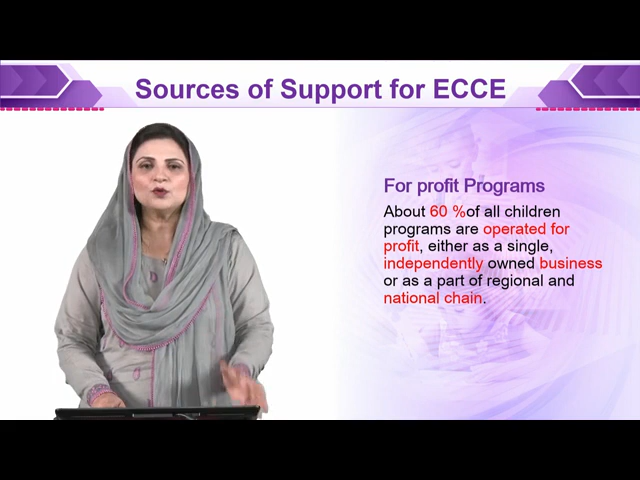 Sources of Support for ECCE
For profit Programs
About 60 %of all children
programs are operated for
profit, either as a single,
independently owned business
or as a part of regional and
national chain.